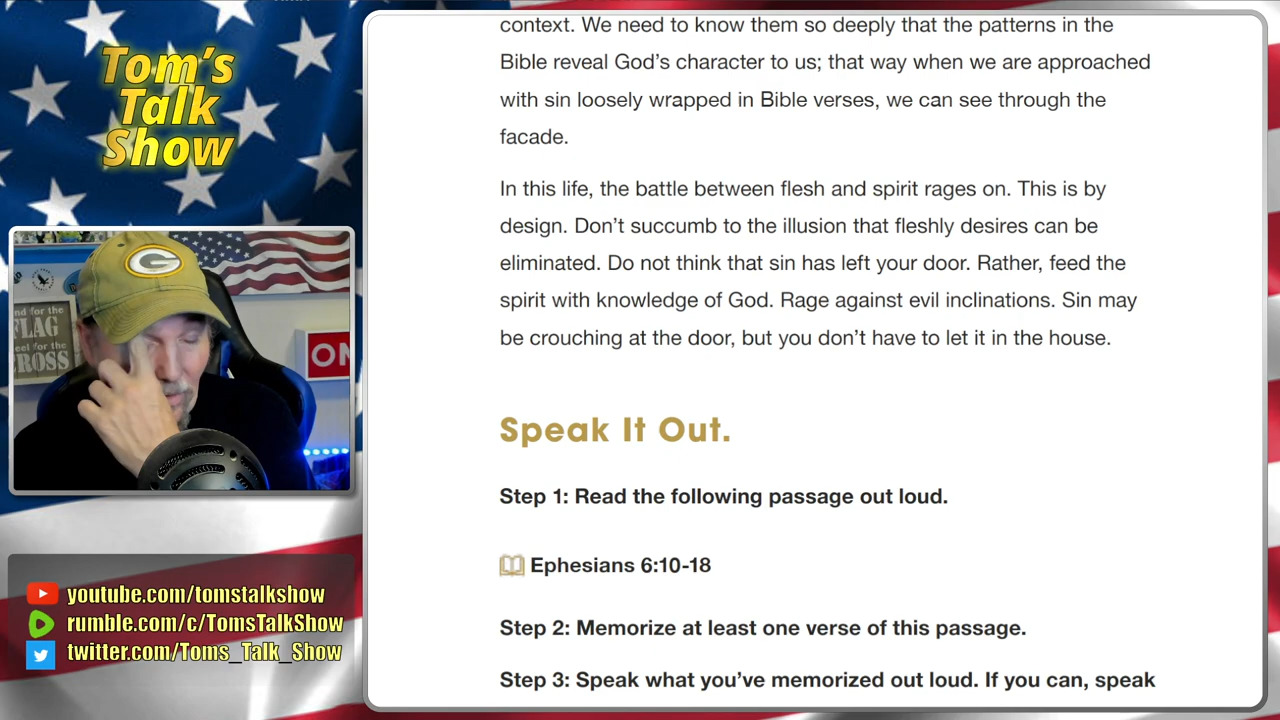 Tom's
Talk
Show
context. We need to know them so deeply that the patterns in the
Bible reveal God's character to us; that way when we are approached
with sin loosely wrapped in Bible verses, we can see through the
facade.
In this life, the battle between flesh and spirit rages on. This is by
design. Don't succumb to the illusion that fleshly desires can be
eliminated. Do not think that sin has left your door. Rather, feed the
spirit with knowledge of God. Rage against evil inclinations. Sin may
be crouching at the door, but you don't have to let it in the house.
Speak It Out.
Step 1: Read the following passage out loud.
Ephesians 6:10-18
Step 2: Memorize at least one verse of this passage.
Step 3: Speak what you've memorized out loud. If you can, speak
G
FLAG
CROSS
ON
youtube.com/tomstalkshow
rumble.com/c/TomsTalkShow
twitter.com/Toms_Talk_Show